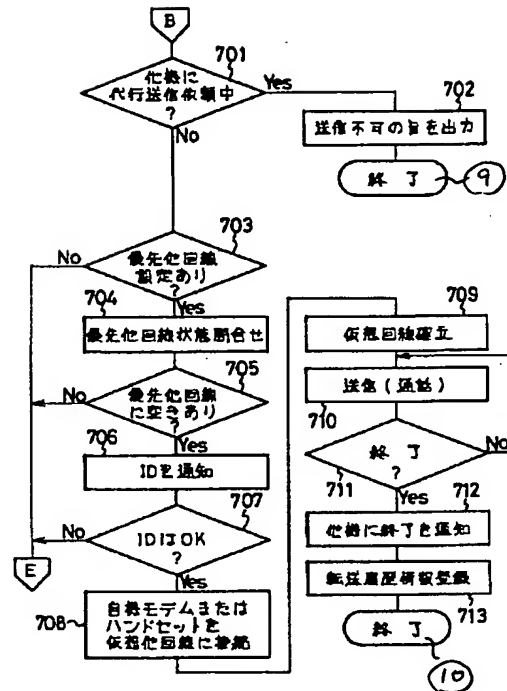 B
701
他機に
代行送信依頼中
?
Yes
No
702
送信不可の旨を出力
終了
9
703
最先他回線
設定あり
?
No
Yes
704
最先他回線状態問合せ
705
最先他回線
に空きあり
?
No
Yes
706
IDを通知
707
IDはOK
?
No
Yes
E
708
自機モデムまたは
ハンドセットを
仮想他回線に接続
709
仮想回線確立
送信(通話)
710
終了
?
711
No
Yes
712
他機に終了を通知
転送履歴情報登録
713
終了
10